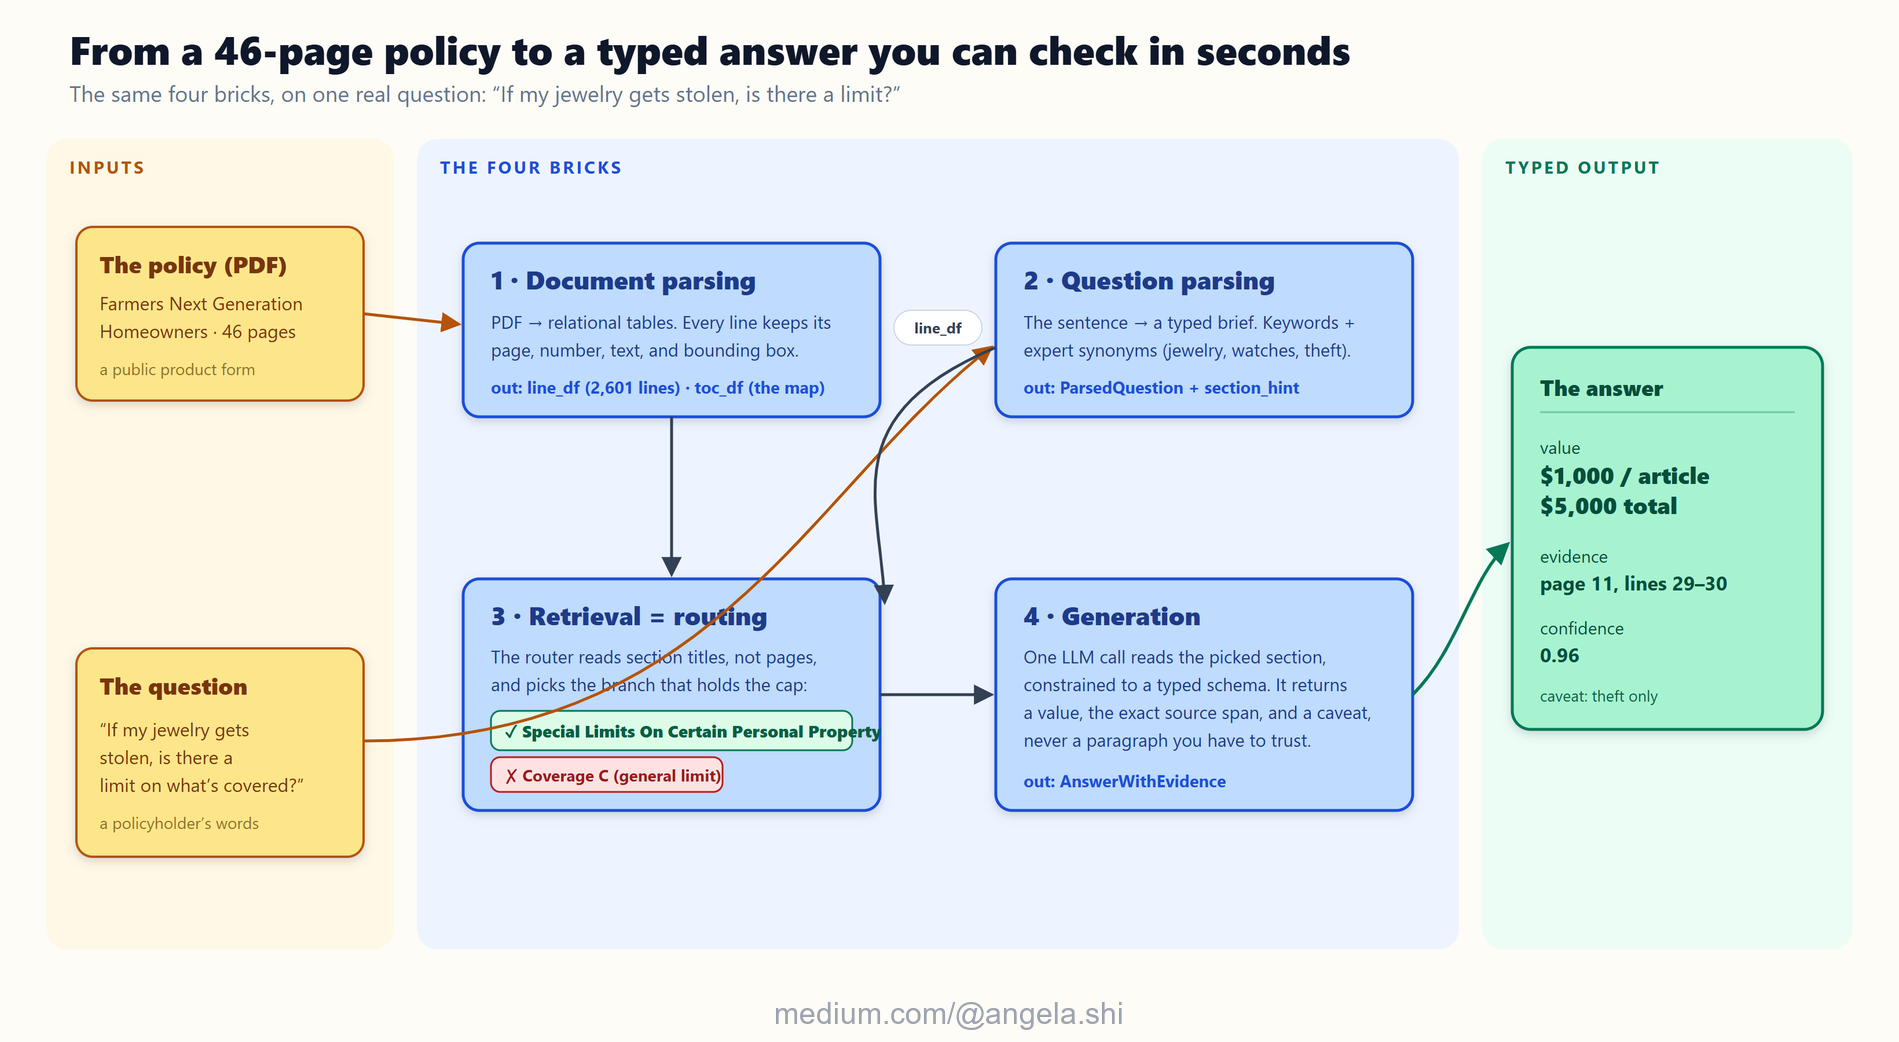 From a 46-page policy to a typed answer you can check in seconds
The same four bricks, on one real question: “If my jewelry gets stolen, is there a limit?”
INPUTS
The policy (PDF)
Farmers Next Generation
Homeowners · 46 pages
a public product form
The question
“If my jewelry gets
stolen, is there a
limit on what’s covered?”
a policyholder’s words
THE FOUR BRICKS
1 · Document parsing
PDF → relational tables. Every line keeps its
page, number, text, and bounding box.
out: line_df (2,601 lines) · toc_df (the map)
line_df
2 · Question parsing
The sentence → a typed brief. Keywords +
expert synonyms (jewelry, watches, theft).
out: ParsedQuestion + section_hint
3 · Retrieval = routing
The router reads section titles, not pages,
and picks the branch that holds the cap:
✓ Special Limits On Certain Personal Property
✗ Coverage C (general limit)
4 · Generation
One LLM call reads the picked section,
constrained to a typed schema. It returns
a value, the exact source span, and a caveat,
never a paragraph you have to trust.
out: AnswerWithEvidence
TYPED OUTPUT
The answer
value
$1,000 / article
$5,000 total
evidence
page 11, lines 29–30
confidence
0.96
caveat: theft only
medium.com/@angela.shi